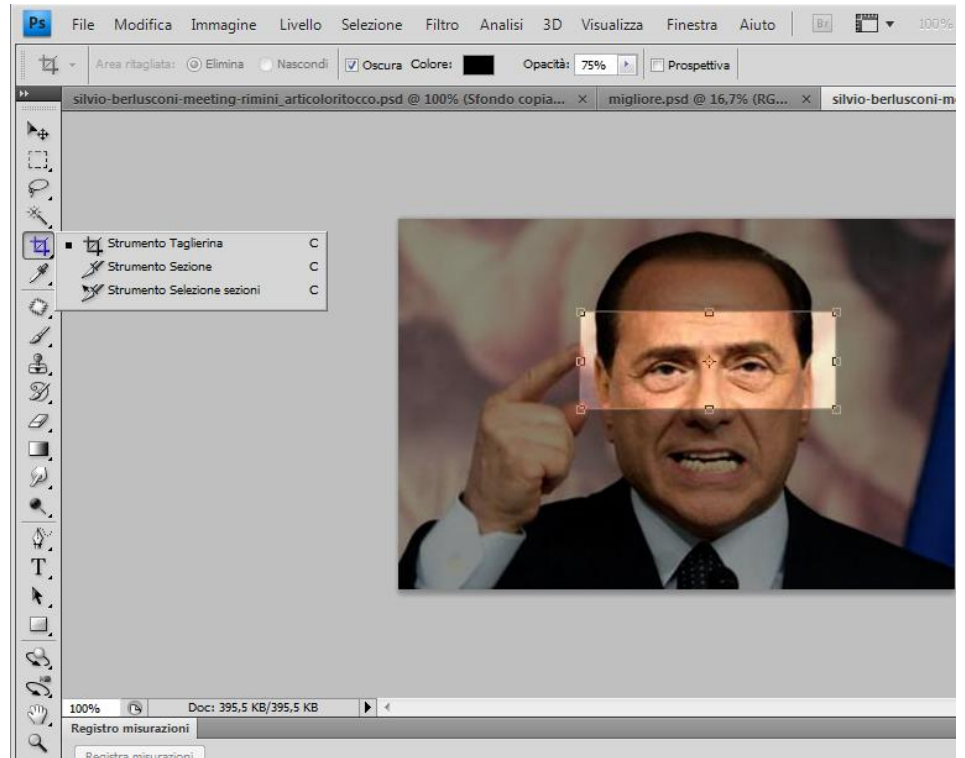 Ps File Modifica Immagine Livello Selezione Filtro Analisi 3D Visualizza Finestra Aiuto Br 100%
Area ritagliata: Elimina Nascondi Oscura Colore: Opacità: 75% Prospettiva
silvio-berlusconi-meeting-rimini_articoloritocco.psd @ 100% (Sfondo copia... × migliore.psd @ 16,7% (RG... × silvio-berlusconi-m
Strumento Taglierina C
Strumento Sezione C
Strumento Selezione sezioni C
T
100% Doc: 395,5 KB/395,5 KB
Registro misurazioni
Registra misurazioni